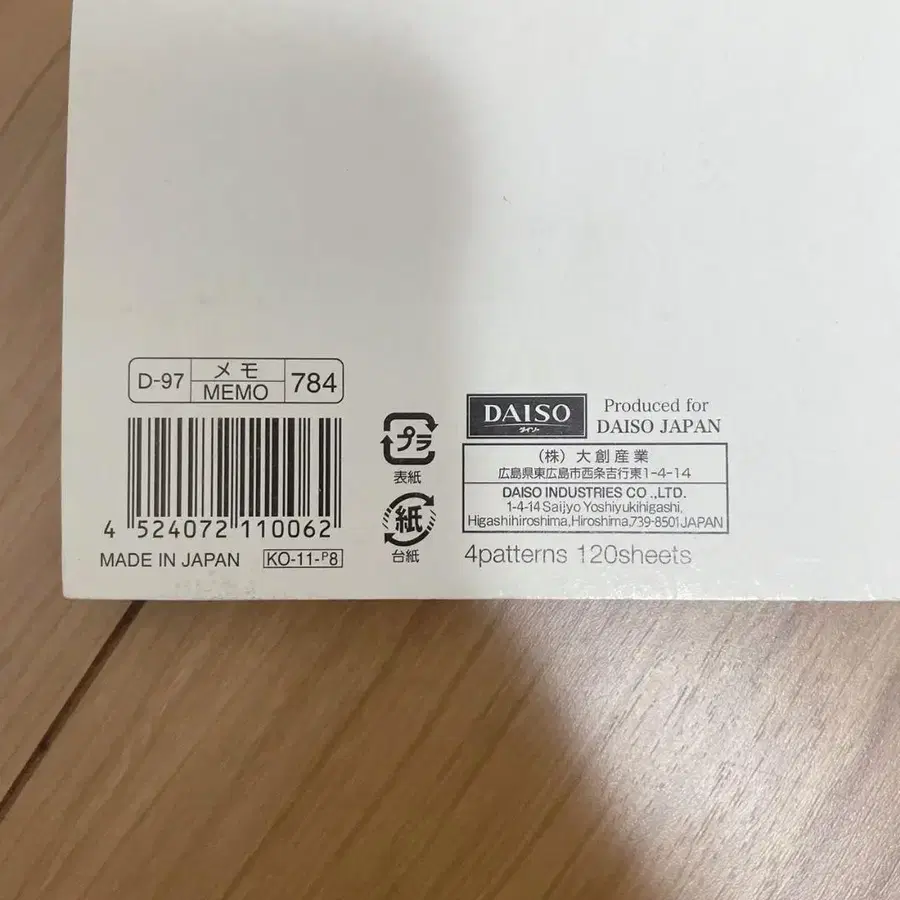 D-97 メモ MEMO 784
4 524072 110062
MADE IN JAPAN KO-11-P8
プラ
表紙
紙
台紙
DAISO
ダイソー
Produced for
DAISO JAPAN
(株)大創産業
広島県東広島市西条吉行東1-4-14
DAISO INDUSTRIES CO.,LTD.
1-4-14 Saijyo Yoshiyukihigashi,
Higashihiroshima,Hiroshima,739-8501 JAPAN
4patterns 120sheets